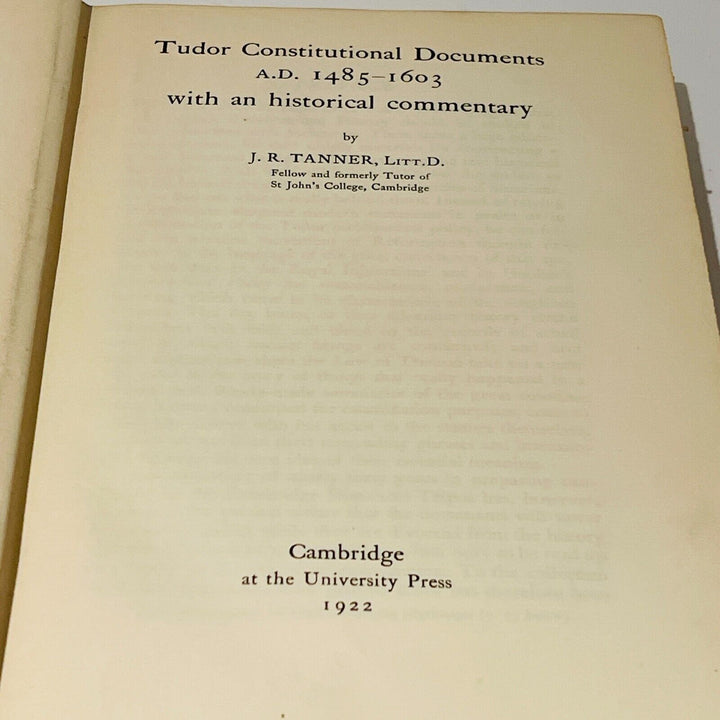 Tudor Constitutional Documents
A.D. 1485–1603
with an historical commentary
by
J. R. TANNER, LITT.D.
Fellow and formerly Tutor of
St John's College, Cambridge
Cambridge
at the University Press
1922